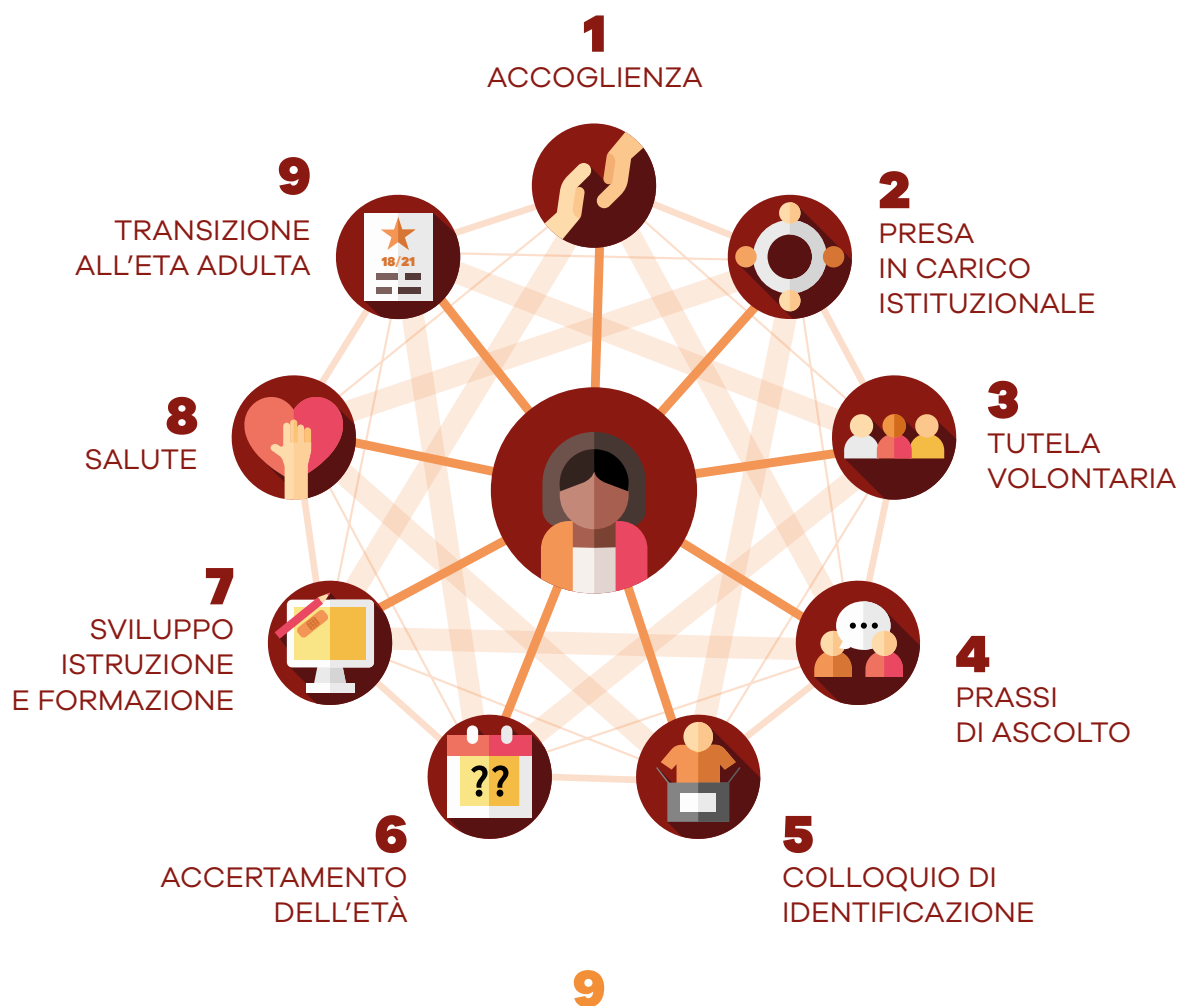 1
ACCOGLIENZA
2
PRESA
IN CARICO
ISTITUZIONALE
3
TUTELA
VOLONTARIA
4
PRASSI
DI ASCOLTO
5
COLLOQUIO DI
IDENTIFICAZIONE
6
ACCERTAMENTO
DELL'ETÀ
??
7
SVILUPPO
ISTRUZIONE
E FORMAZIONE
8
SALUTE
9
TRANSIZIONE
ALL'ETA ADULTA
18/21
9